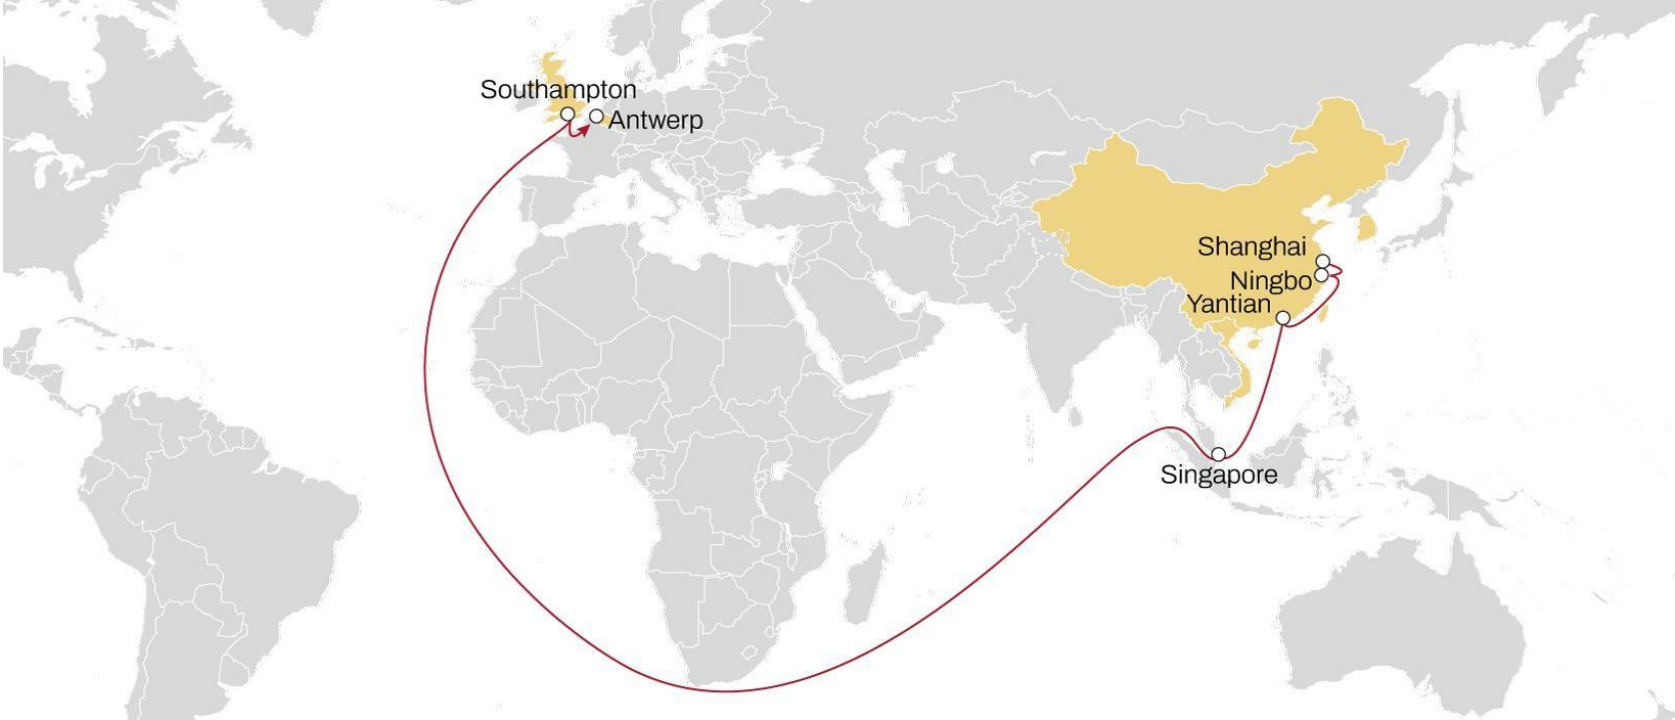 Southampton
Antwerp
Shanghai
Ningbo
Yantian
Singapore